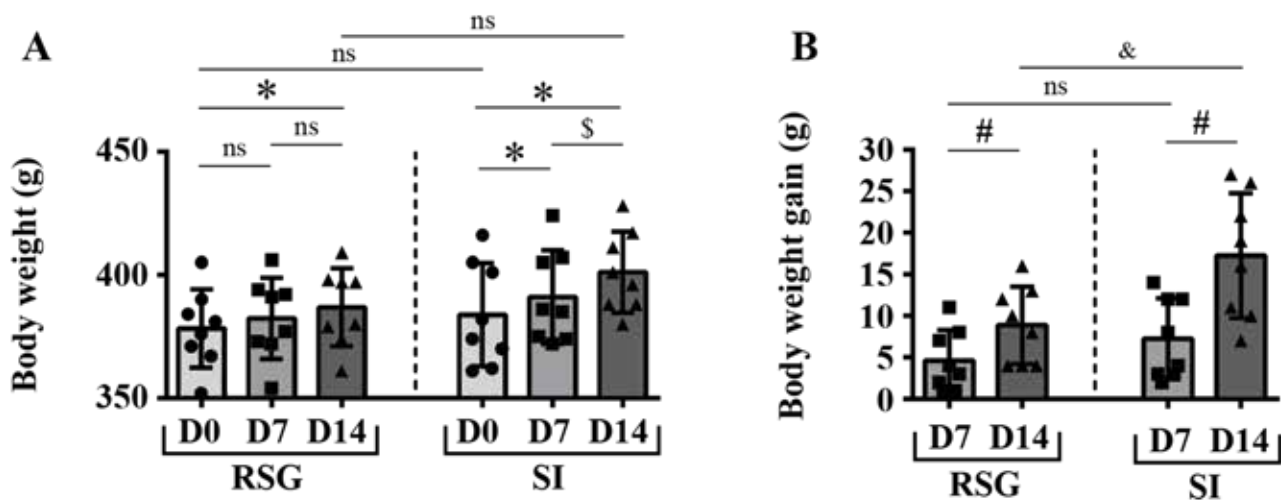 A
ns
ns
*
*
ns
$
ns
*
Body weight (g)
450
400
350
D0 D7 D14
D0 D7 D14
RSG
SI
B
&
ns
#
#
Body weight gain (g)
30
25
20
15
10
5
0
D7 D14
D7 D14
RSG
SI